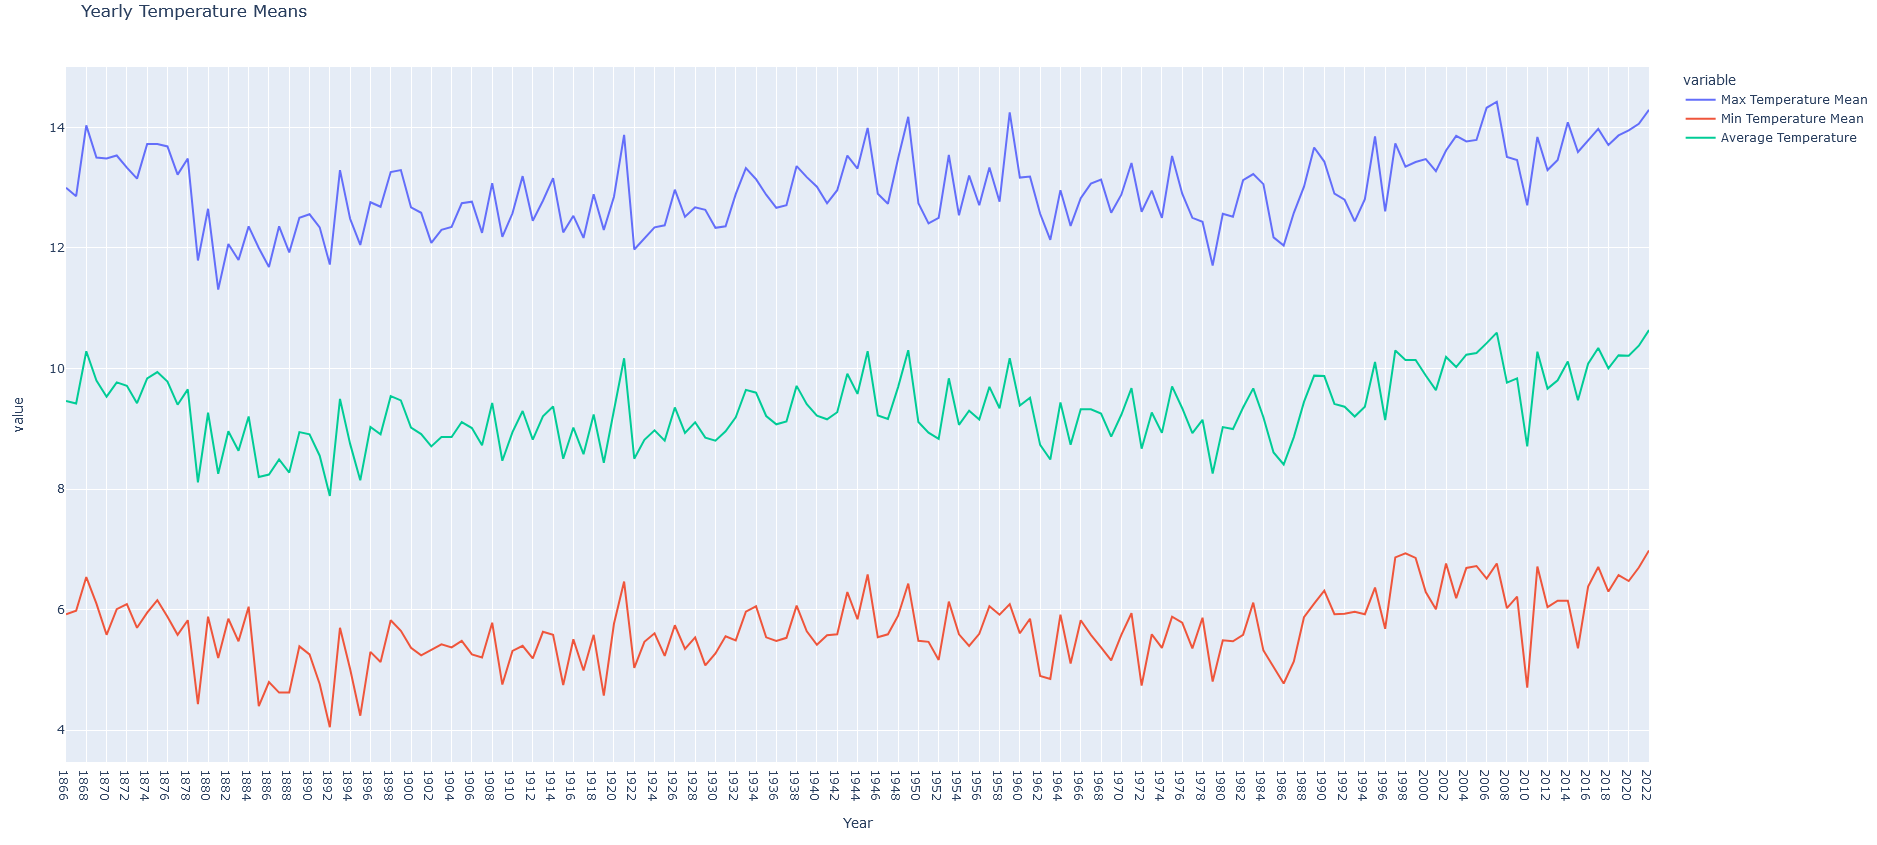 Yearly Temperature Means
variable
Max Temperature Mean
Min Temperature Mean
Average Temperature
14
12
10
8
6
4
value
1866 1868 1870 1872 1874 1876 1878 1880 1882 1884 1886 1888 1890 1892 1894 1896 1898 1900 1902 1904 1906 1908 1910 1912 1914 1916 1918 1920 1922 1924 1926 1928 1930 1932 1934 1936 1938 1940 1942 1944 1946 1948 1950 1952 1954 1956 1958 1960 1962 1964 1966 1968 1970 1972 1974 1976 1978 1980 1982 1984 1986 1988 1990 1992 1994 1996 1998 2000 2002 2004 2006 2008 2010 2012 2014 2016 2018 2020 2022
Year